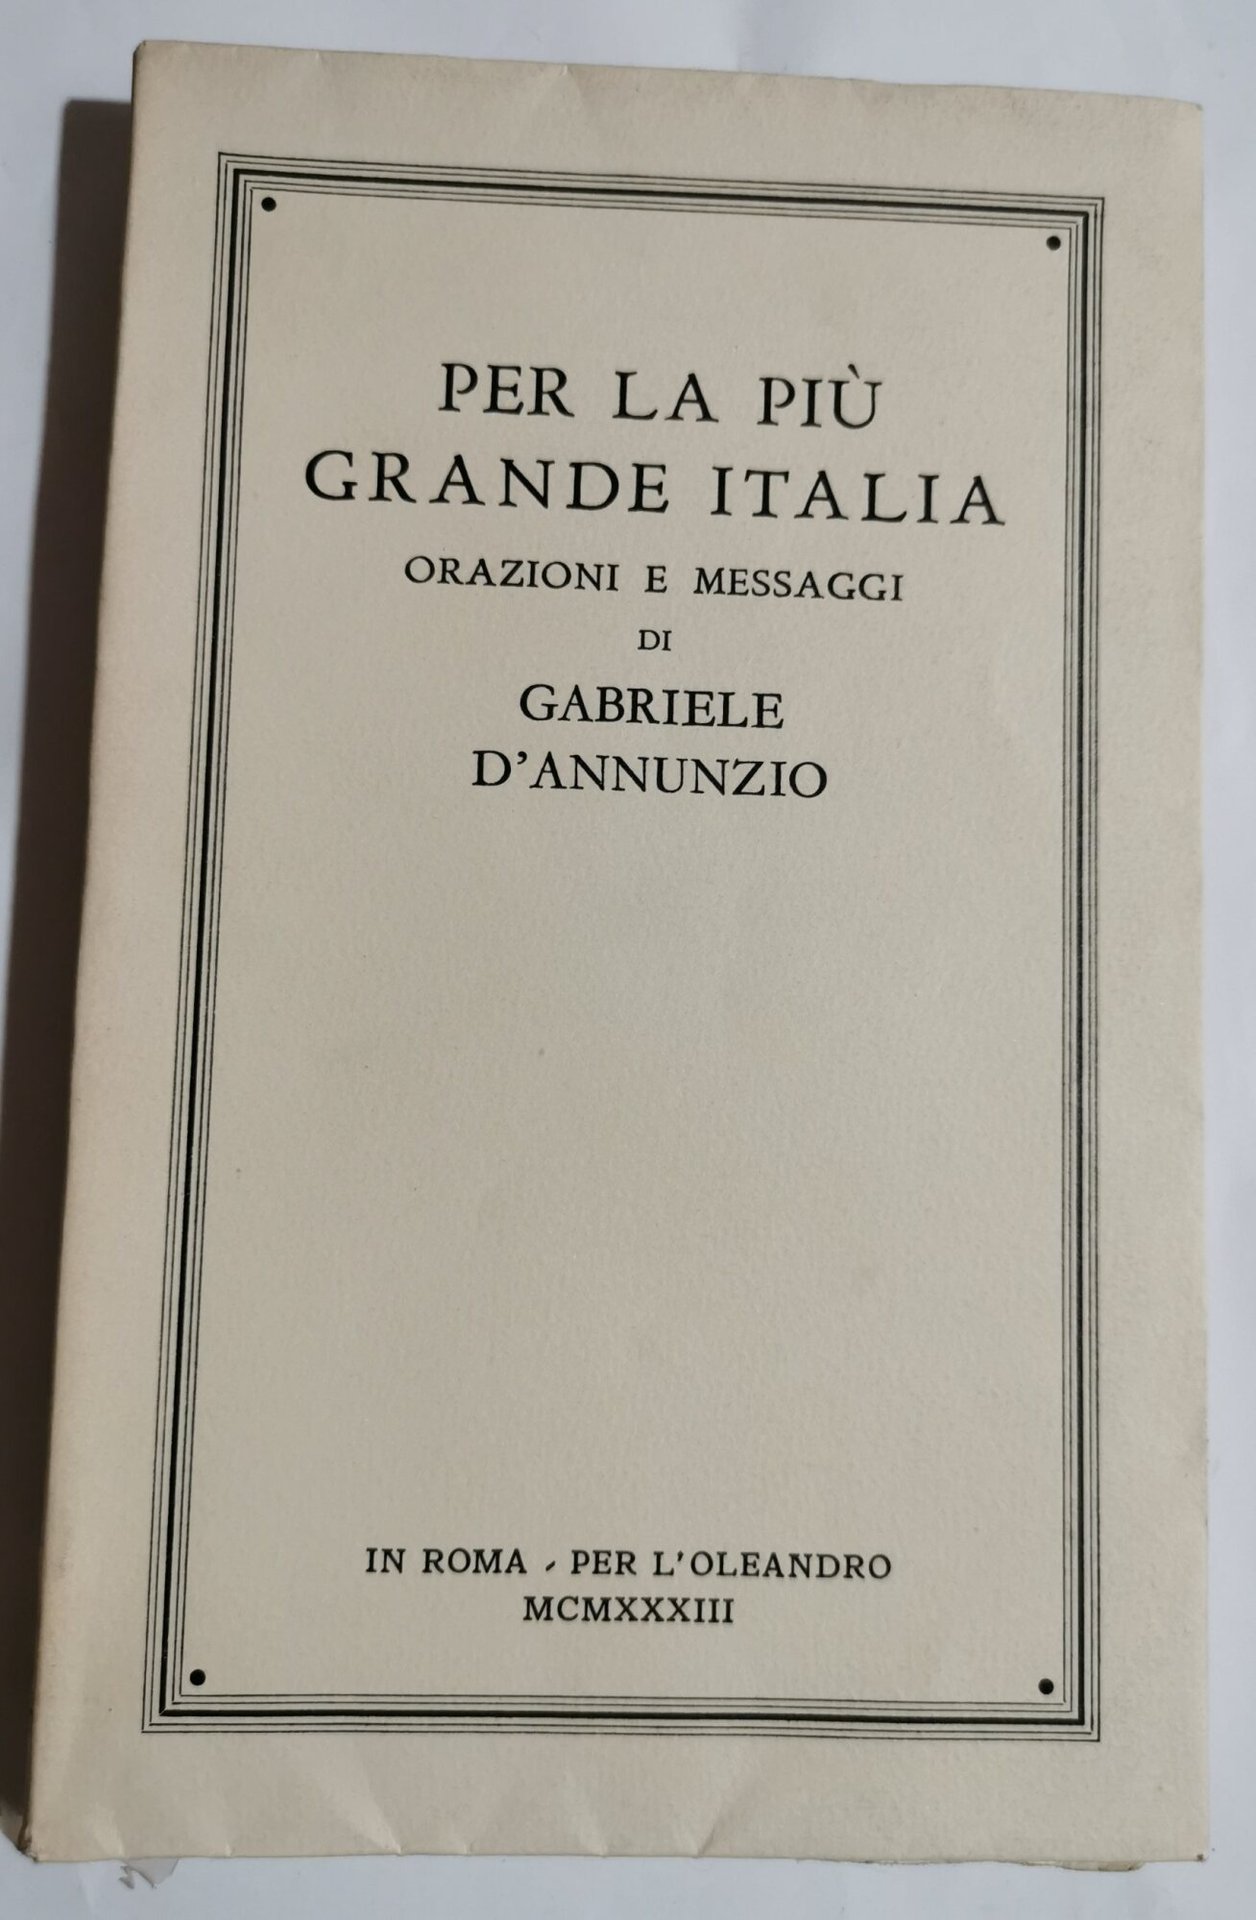 PER LA PIÙ
GRANDE ITALIA
ORAZIONI E MESSAGGI
DI
GABRIELE
D'ANNUNZIO
IN ROMA - PER L'OLEANDRO
MCMXXXIII